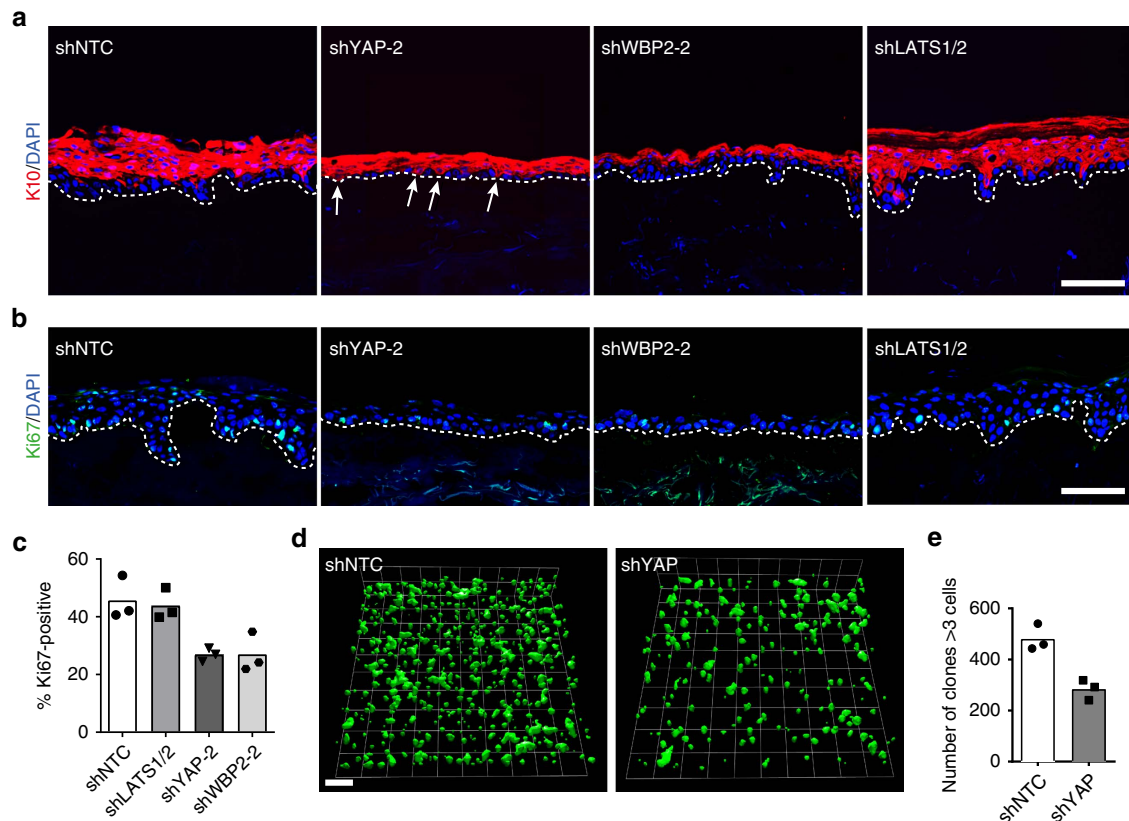 a
shNTC
shYAP-2
shWBP2-2
shLATS1/2
K10/DAPI
b
shNTC
shYAP-2
shWBP2-2
shLATS1/2
Ki67/DAPI
c
% Ki67-positive
60
40
20
0
shNTC
shLATS1/2
shYAP-2
shWBP2-2
d
shNTC
shYAP
e
Number of clones >3 cells
600
400
200
0
shNTC
shYAP